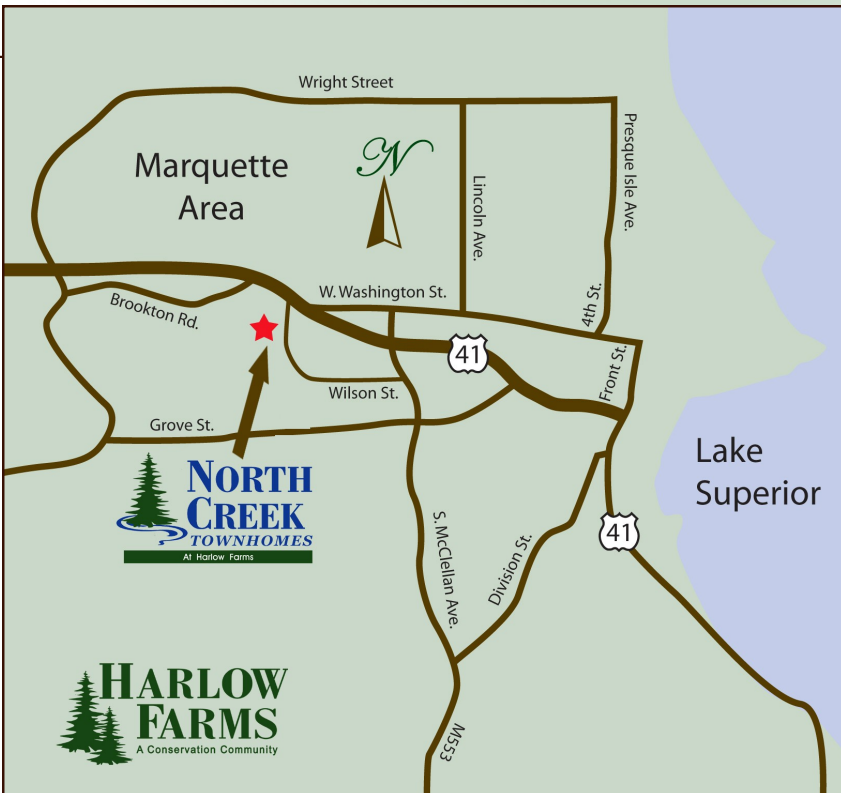 Wright Street
Marquette
Area
N
Lincoln Ave.
Presque Isle Ave.
W. Washington St.
4th St.
Brookton Rd.
41
Front St.
Wilson St.
Grove St.
Lake
Superior
NORTH
CREEK
TOWNHOMES
At Harlow Farms
S. McClellan Ave.
Division St.
41
HARLOW
FARMS
A Conservation Community
M553